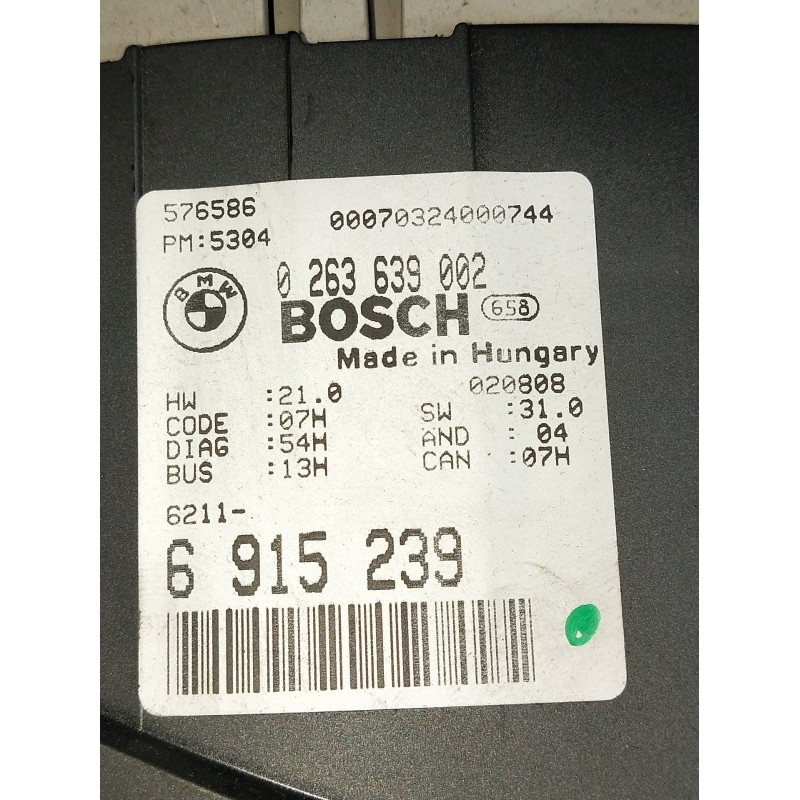 576586 00070324000744
PM:5304
0 263 639 002
BMW BOSCH 658
Made in Hungary
020808
HW :21.0 SW :31.0
CODE :07H AND : 04
DIAG :54H CAN :07H
BUS :13H
6211-
6 915 239